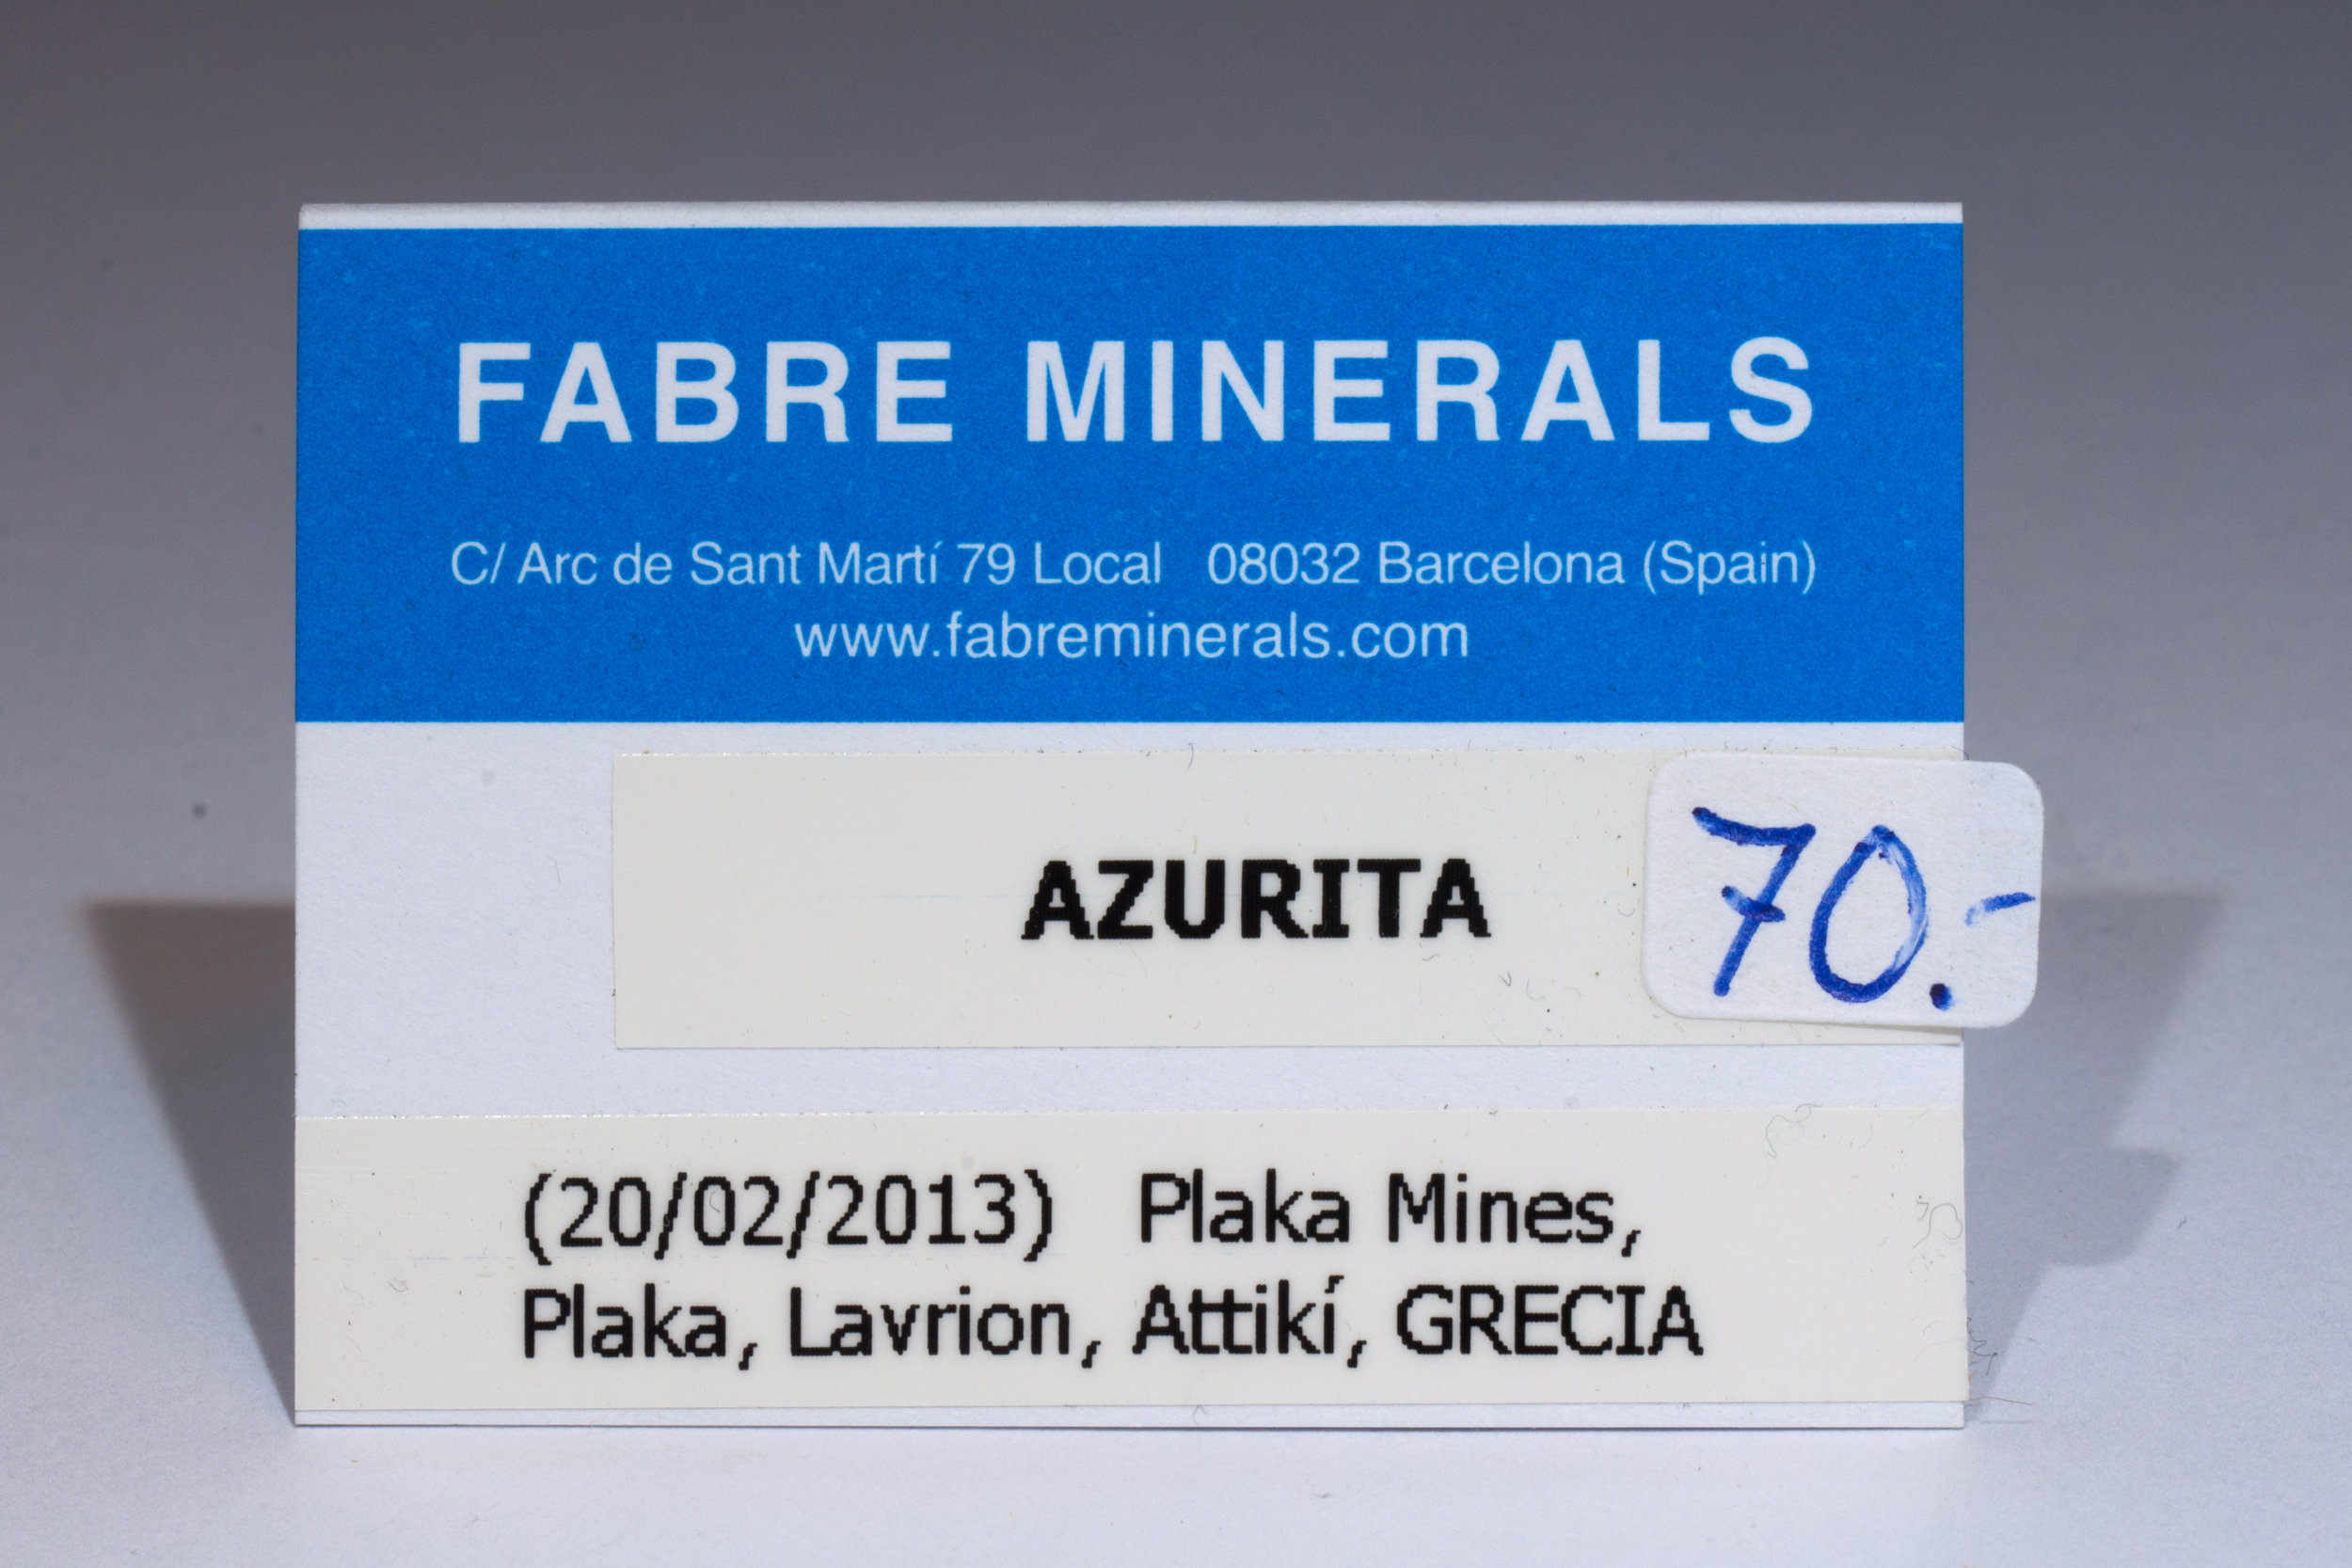 FABRE MINERALS
C/ Arc de Sant Martí 79 Local 08032 Barcelona (Spain)
www.fabreminerals.com
AZURITA
70.-
(20/02/2013) Plaka Mines,
Plaka, Lavrion, Attikí, GRECIA